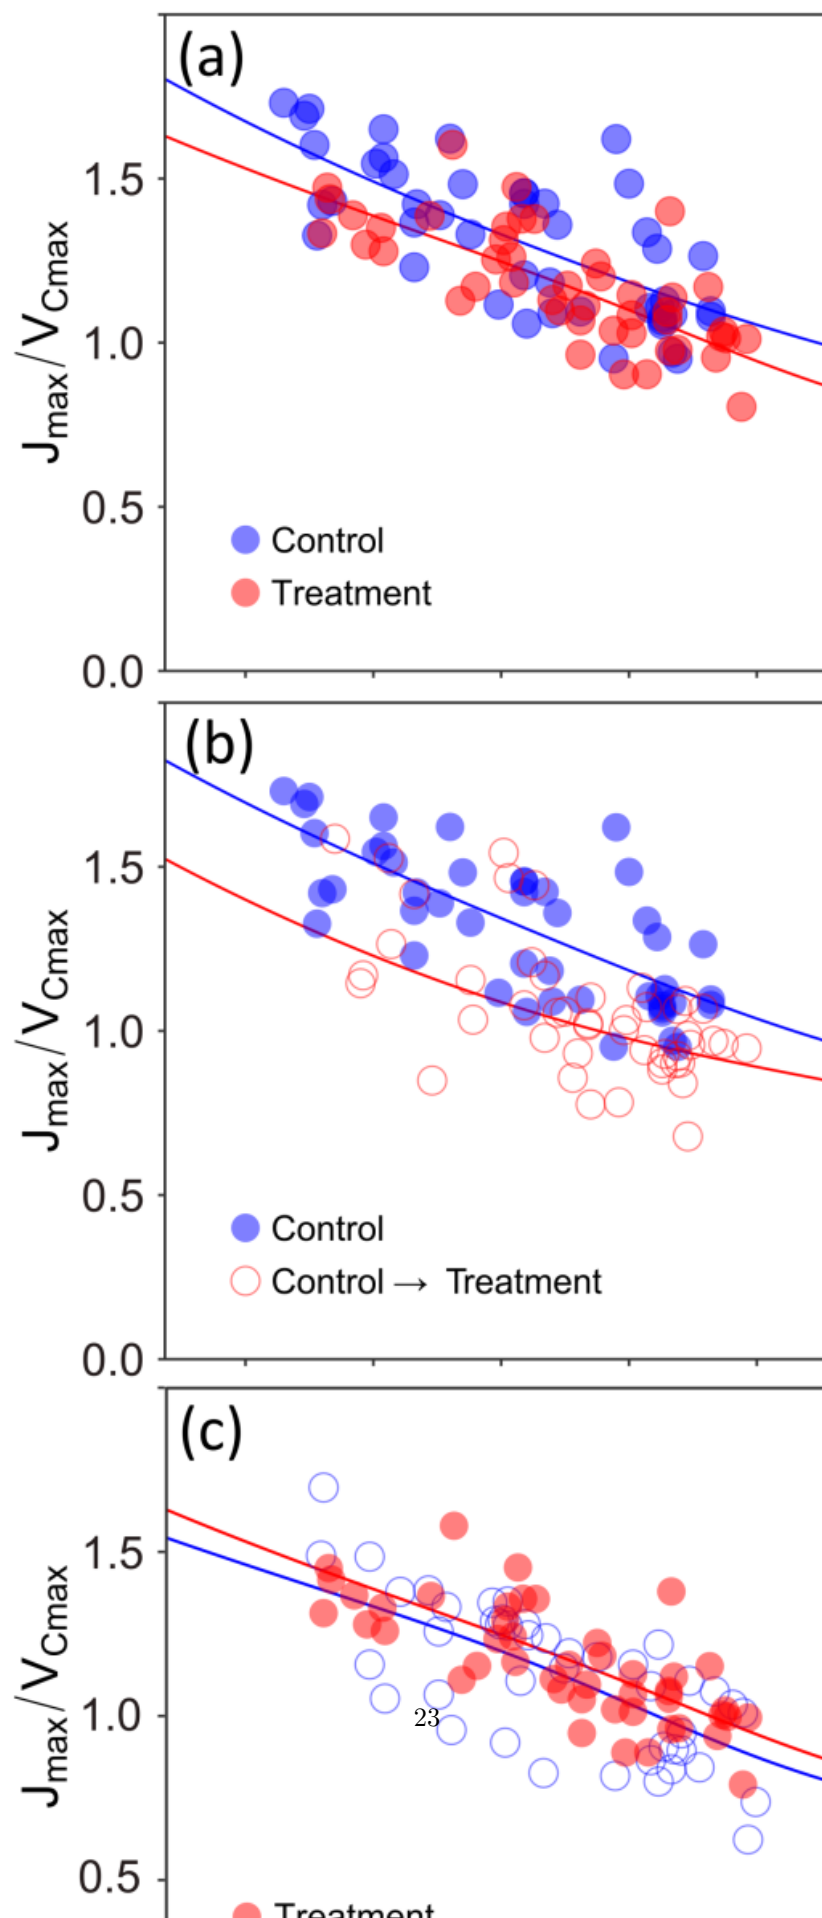 (a)
1.5
1.0
0.5
0.0
Jmax/VCmax
Control
Treatment
(b)
1.5
1.0
0.5
0.0
Jmax/VCmax
Control
Control → Treatment
(c)
1.5
1.0
0.5
Jmax/VCmax
23
Treatment